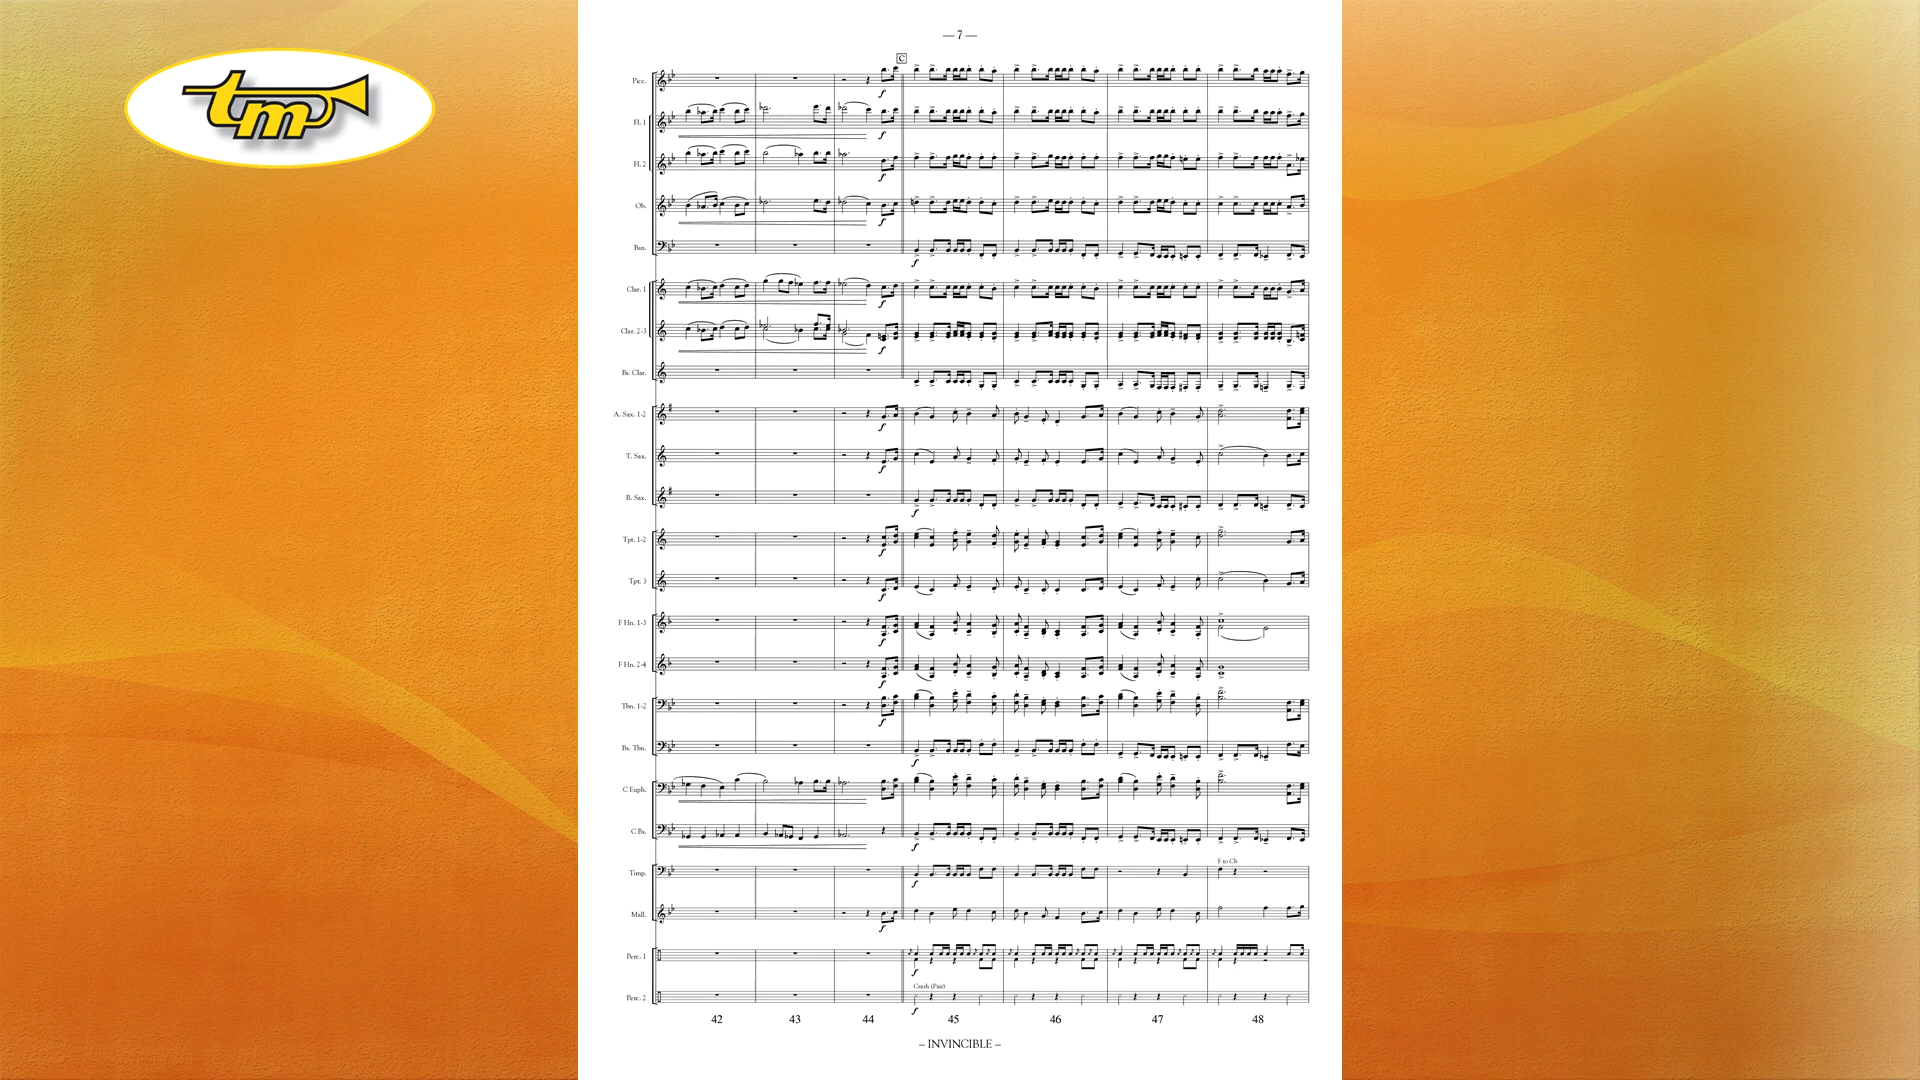 tm
— 7 —
C
Picc.
f
Fl. 1
f
Fl. 2
f
Ob.
f
Bsn.
f
Clar. 1
f
Clar. 2-3
f
Bs. Clar.
A. Sax. 1-2
f
T. Sax.
f
B. Sax.
f
Tpt. 1-2
f
Tpt. 3
f
F Hn. 1-3
f
F Hn. 2-4
f
Tbn. 1-2
f
Bs. Tbn.
f
C Euph.
C Bs.
f
F to Cb
Timp.
f
Mall.
f
Perc. 1
f
Crash (Pair)
Perc. 2
f
42 43 44 45 46 47 48
– INVINCIBLE –